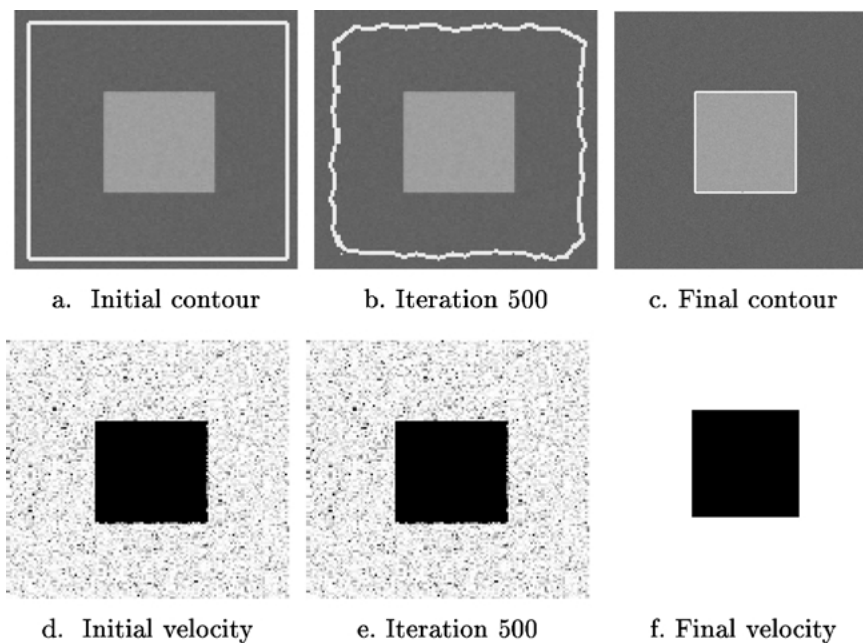 a. Initial contour
b. Iteration 500
c. Final contour
d. Initial velocity
e. Iteration 500
f. Final velocity